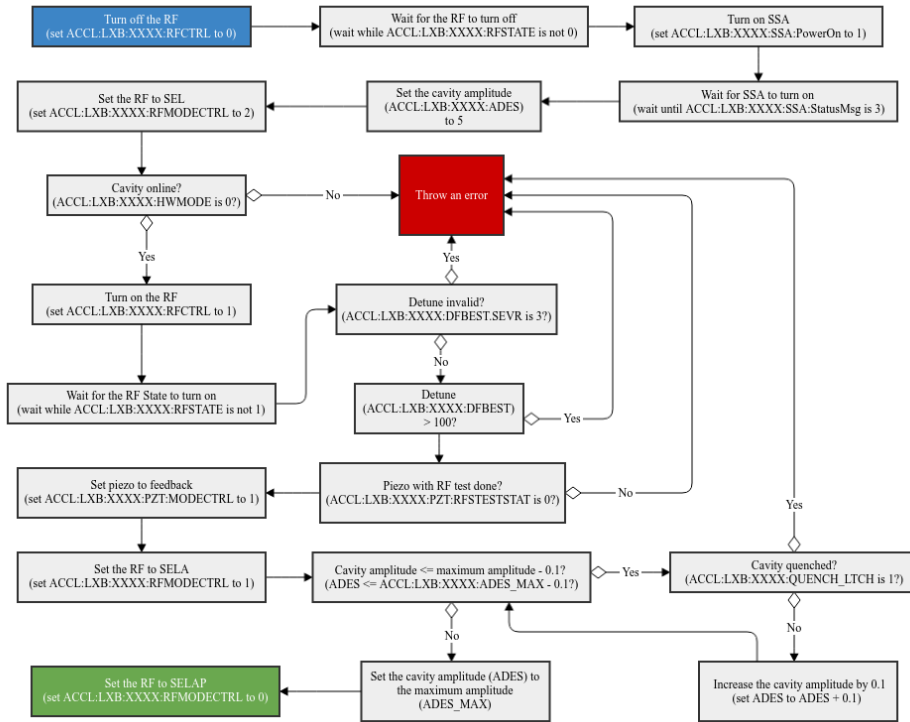 Turn off the RF
(set ACCL:LXB:XXXX:RFCTRL to 0)
Wait for the RF to turn off
(wait while ACCL:LXB:XXXX:RFSTATE is not 0)
Turn on SSA
(set ACCL:LXB:XXXX:SSA:PowerOn to 1)
Wait for SSA to turn on
(wait until ACCL:LXB:XXXX:SSA:StatusMsg is 3)
Set the cavity amplitude
(ACCL:LXB:XXXX:ADES)
to 5
Set the RF to SEL
(set ACCL:LXB:XXXX:RFMODECTRL to 2)
Cavity online?
(ACCL:LXB:XXXX:HWMODE is 0?)
No
Throw an error
Yes
Turn on the RF
(set ACCL:LXB:XXXX:RFCTRL to 1)
Wait for the RF State to turn on
(wait while ACCL:LXB:XXXX:RFSTATE is not 1)
Yes
Detune invalid?
(ACCL:LXB:XXXX:DFBEST.SEVR is 3?)
No
Detune
(ACCL:LXB:XXXX:DFBEST)
> 100?
Yes
Piezo with RF test done?
(ACCL:LXB:XXXX:PZT:RFSTESTSTAT is 0?)
No
Set piezo to feedback
(set ACCL:LXB:XXXX:PZT:MODECTRL to 1)
Set the RF to SELA
(set ACCL:LXB:XXXX:RFMODECTRL to 1)
Cavity amplitude <= maximum amplitude - 0.1?
(ADES <= ACCL:LXB:XXXX:ADES_MAX - 0.1?)
Yes
Cavity quenched?
(ACCL:LXB:XXXX:QUENCH_LTCH is 1?)
Yes
No
Increase the cavity amplitude by 0.1
(set ADES to ADES + 0.1)
No
Set the cavity amplitude (ADES) to
the maximum amplitude
(ADES_MAX)
Set the RF to SELAP
(set ACCL:LXB:XXXX:RFMODECTRL to 0)